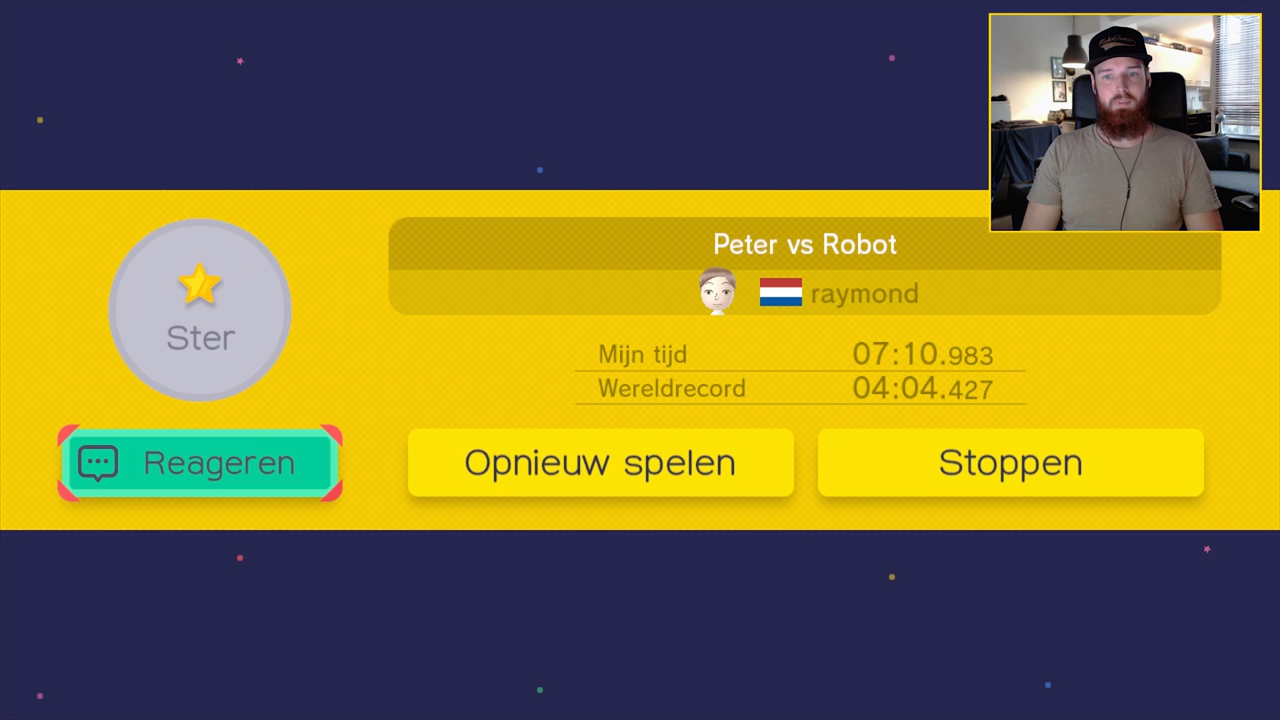 Peter vs Robot
raymond
Ster
Mijn tijd 07:10.983
Wereldrecord 04:04.427
Reageren
Opnieuw spelen
Stoppen